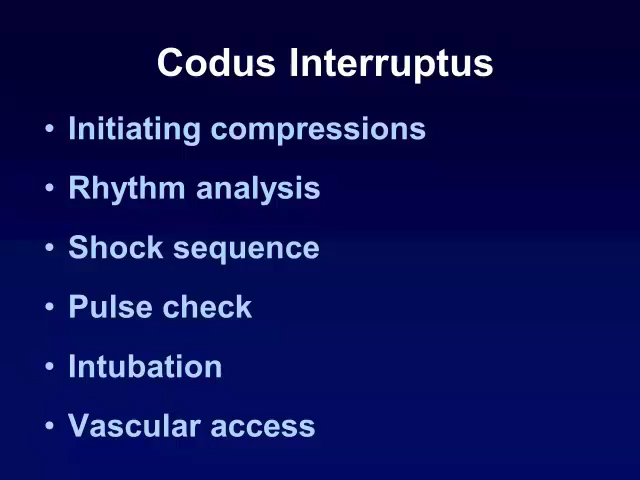 Codus Interruptus
• Initiating compressions
• Rhythm analysis
• Shock sequence
• Pulse check
• Intubation
• Vascular access